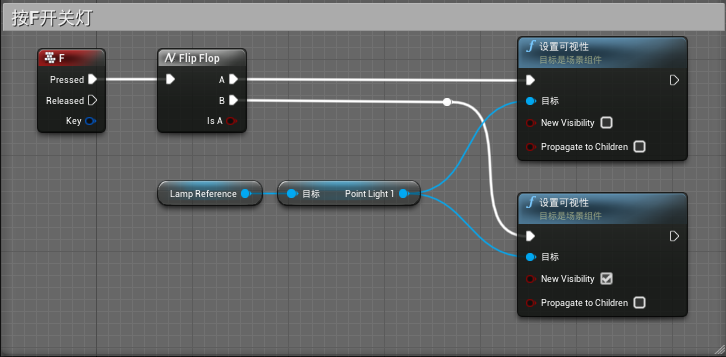 按F开关灯
F
Pressed
Released
Key
Flip Flop
A
B
Is A
设置可视性
目标是场景组件
目标
New Visibility
Propagate to Children
Lamp Reference
目标
Point Light 1
设置可视性
目标是场景组件
目标
New Visibility
Propagate to Children